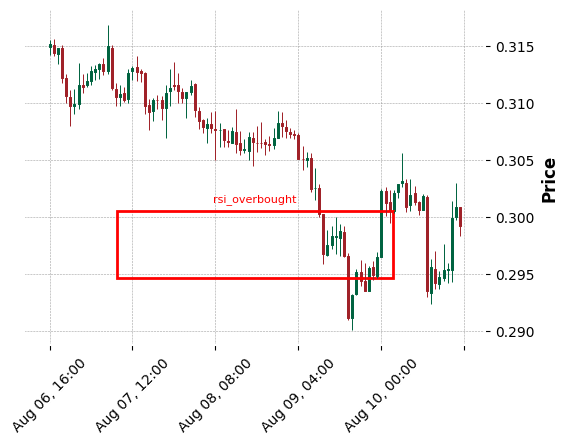 0.315
0.310
0.305
rsi_overbought
0.300
0.295
0.290
Price
Aug 06, 16:00
Aug 07, 12:00
Aug 08, 08:00
Aug 09, 04:00
Aug 10, 00:00